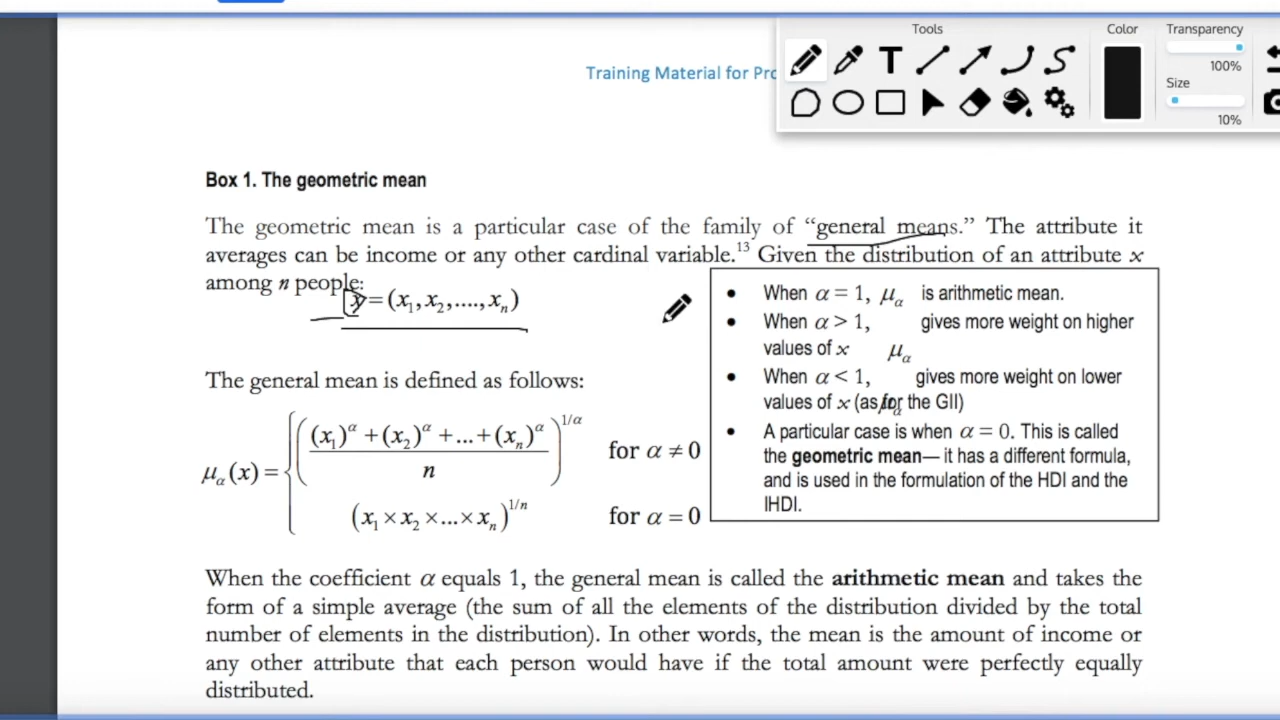 Tools
Color
Transparency
100%
Size
10%
Training Material for Pro
Box 1. The geometric mean
The geometric mean is a particular case of the family of “general means.” The attribute it
averages can be income or any other cardinal variable.13 Given the distribution of an attribute x
among n people:
x = (x1, x2, ...., xn)
The general mean is defined as follows:
μα(x) = { (((x1)^α + (x2)^α + ... + (xn)^α) / n)^1/α for α ≠ 0
(x1 × x2 × ... × xn)^1/n for α = 0
• When α = 1, μα is arithmetic mean.
• When α > 1, gives more weight on higher
values of x μα
• When α < 1, gives more weight on lower
values of x (as for the GII)
• A particular case is when α = 0. This is called
the geometric mean— it has a different formula,
and is used in the formulation of the HDI and the
IHDI.
When the coefficient α equals 1, the general mean is called the arithmetic mean and takes the
form of a simple average (the sum of all the elements of the distribution divided by the total
number of elements in the distribution). In other words, the mean is the amount of income or
any other attribute that each person would have if the total amount were perfectly equally
distributed.